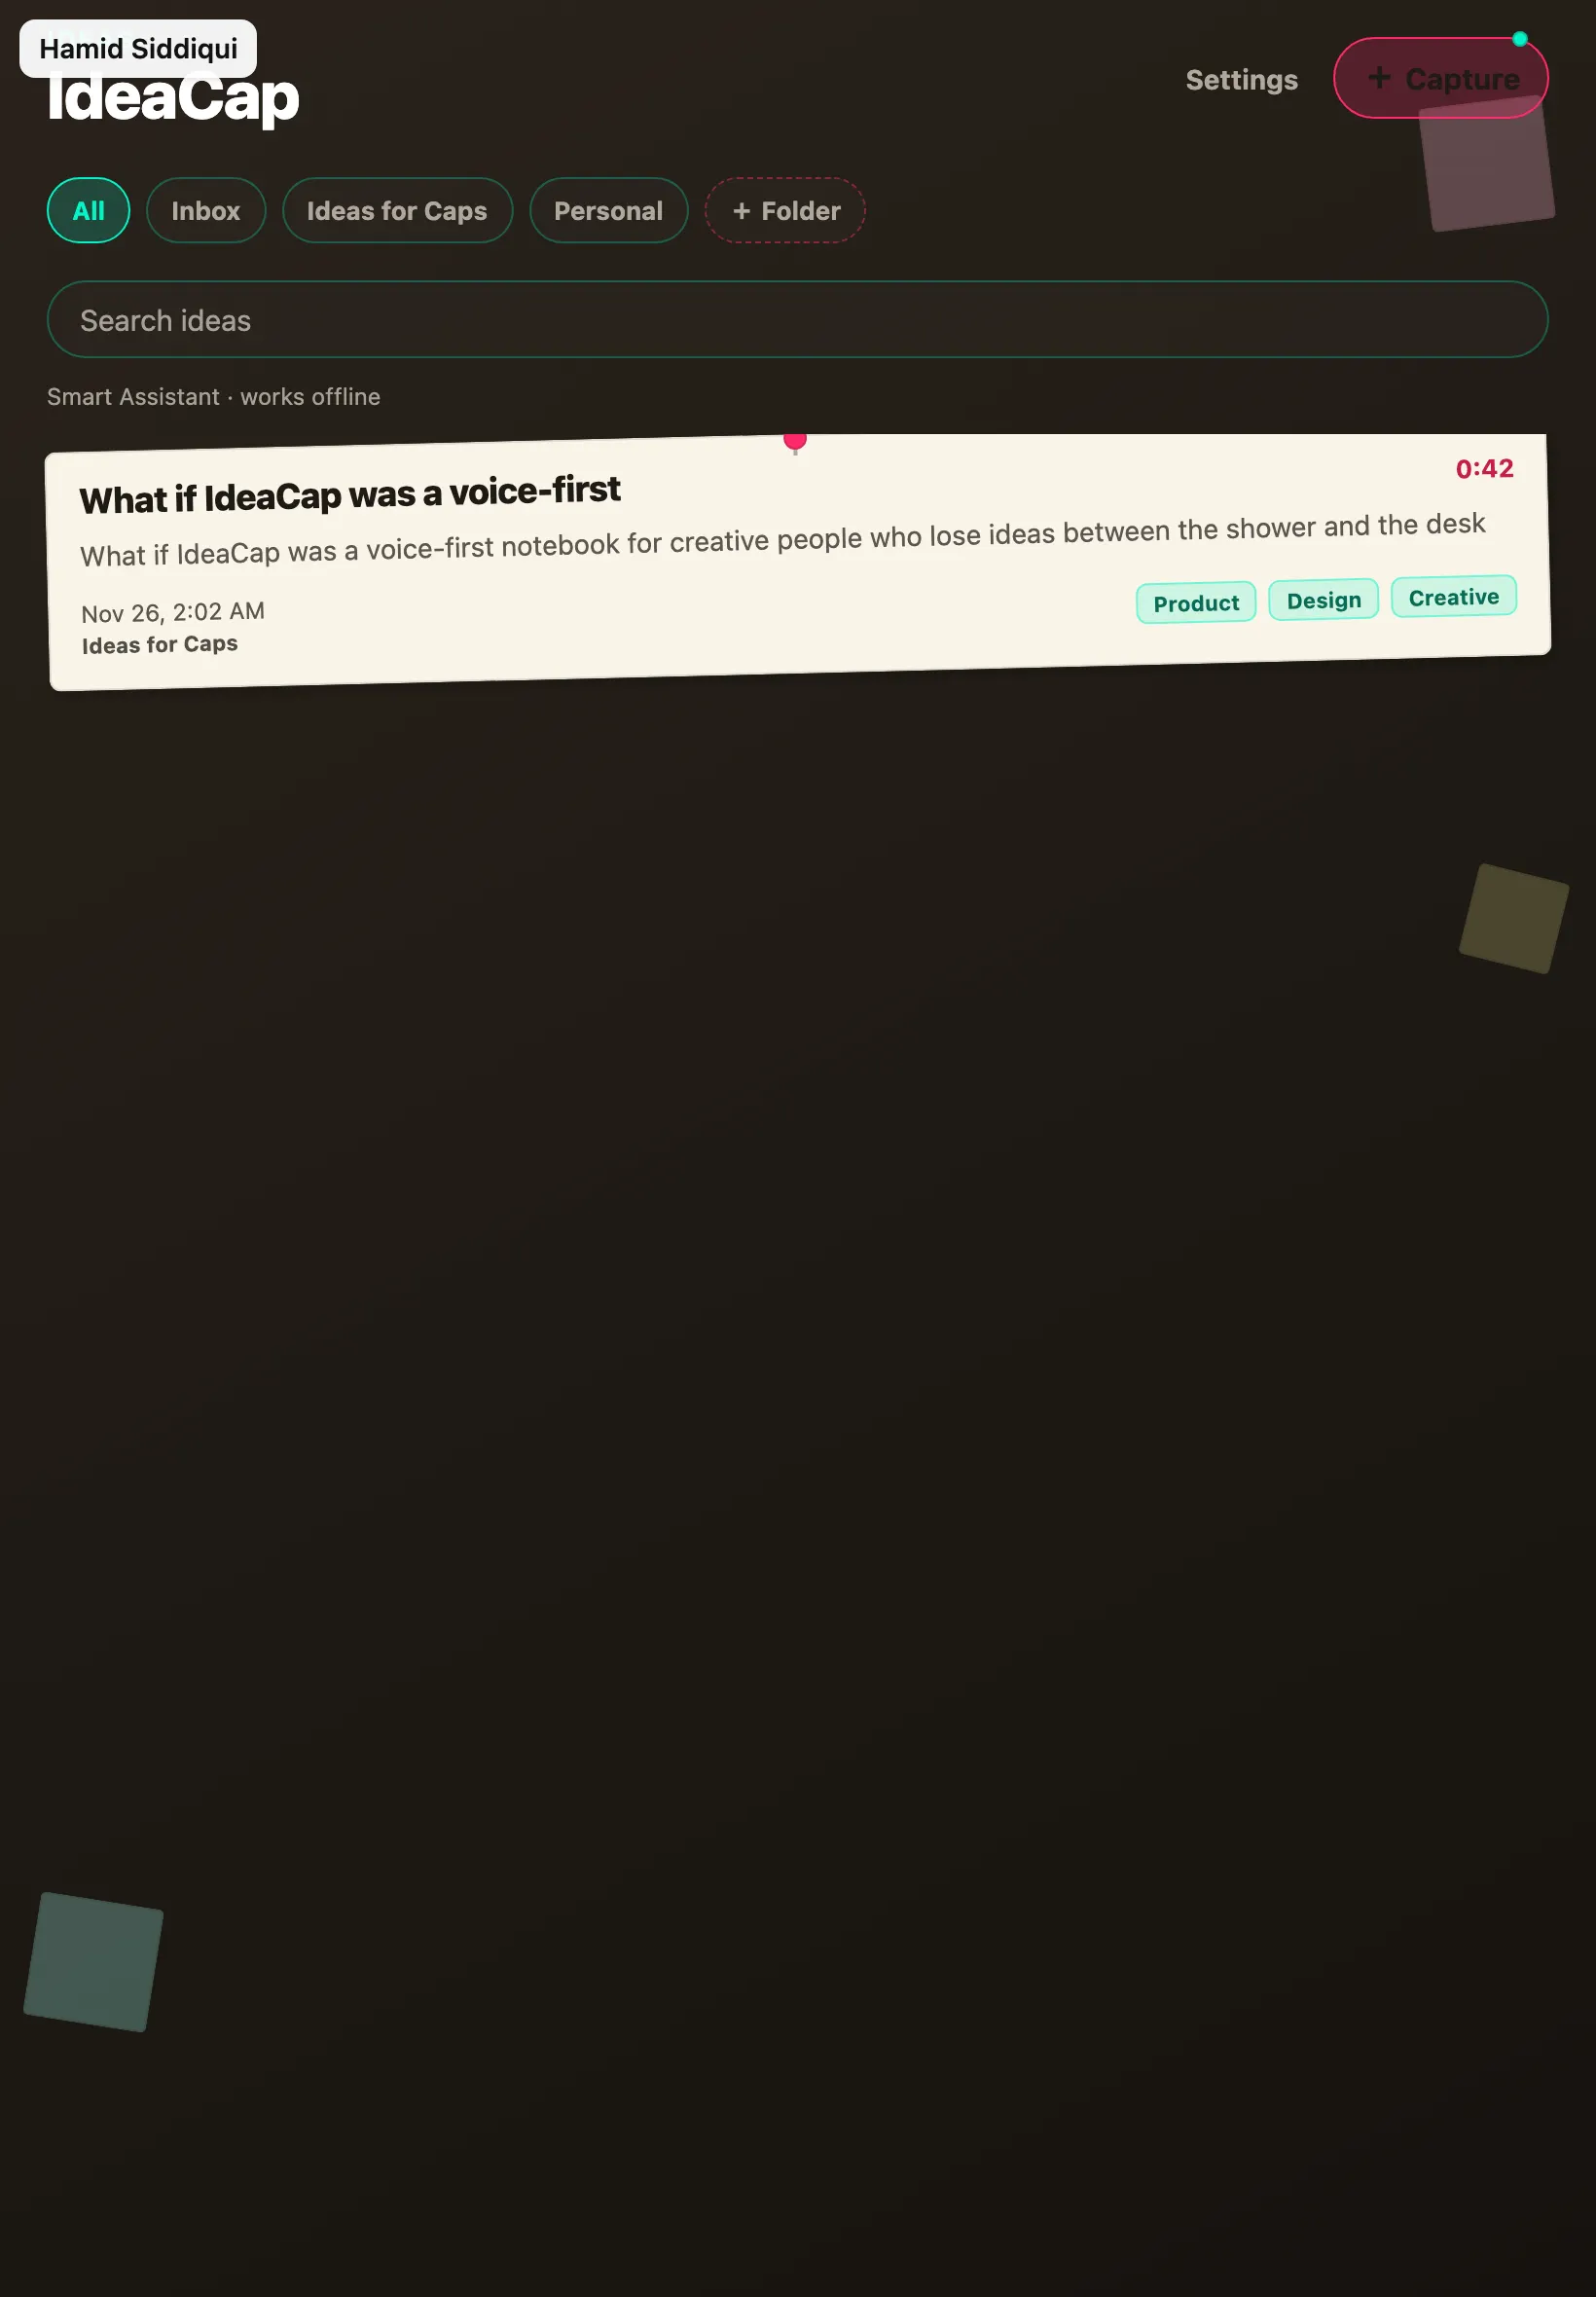 Hamid Siddiqui
IdeaCap
Settings
+ Capture
All
Inbox
Ideas for Caps
Personal
+ Folder
Search ideas
Smart Assistant · works offline
What if IdeaCap was a voice-first
0:42
What if IdeaCap was a voice-first notebook for creative people who lose ideas between the shower and the desk
Nov 26, 2:02 AM
Ideas for Caps
Product
Design
Creative